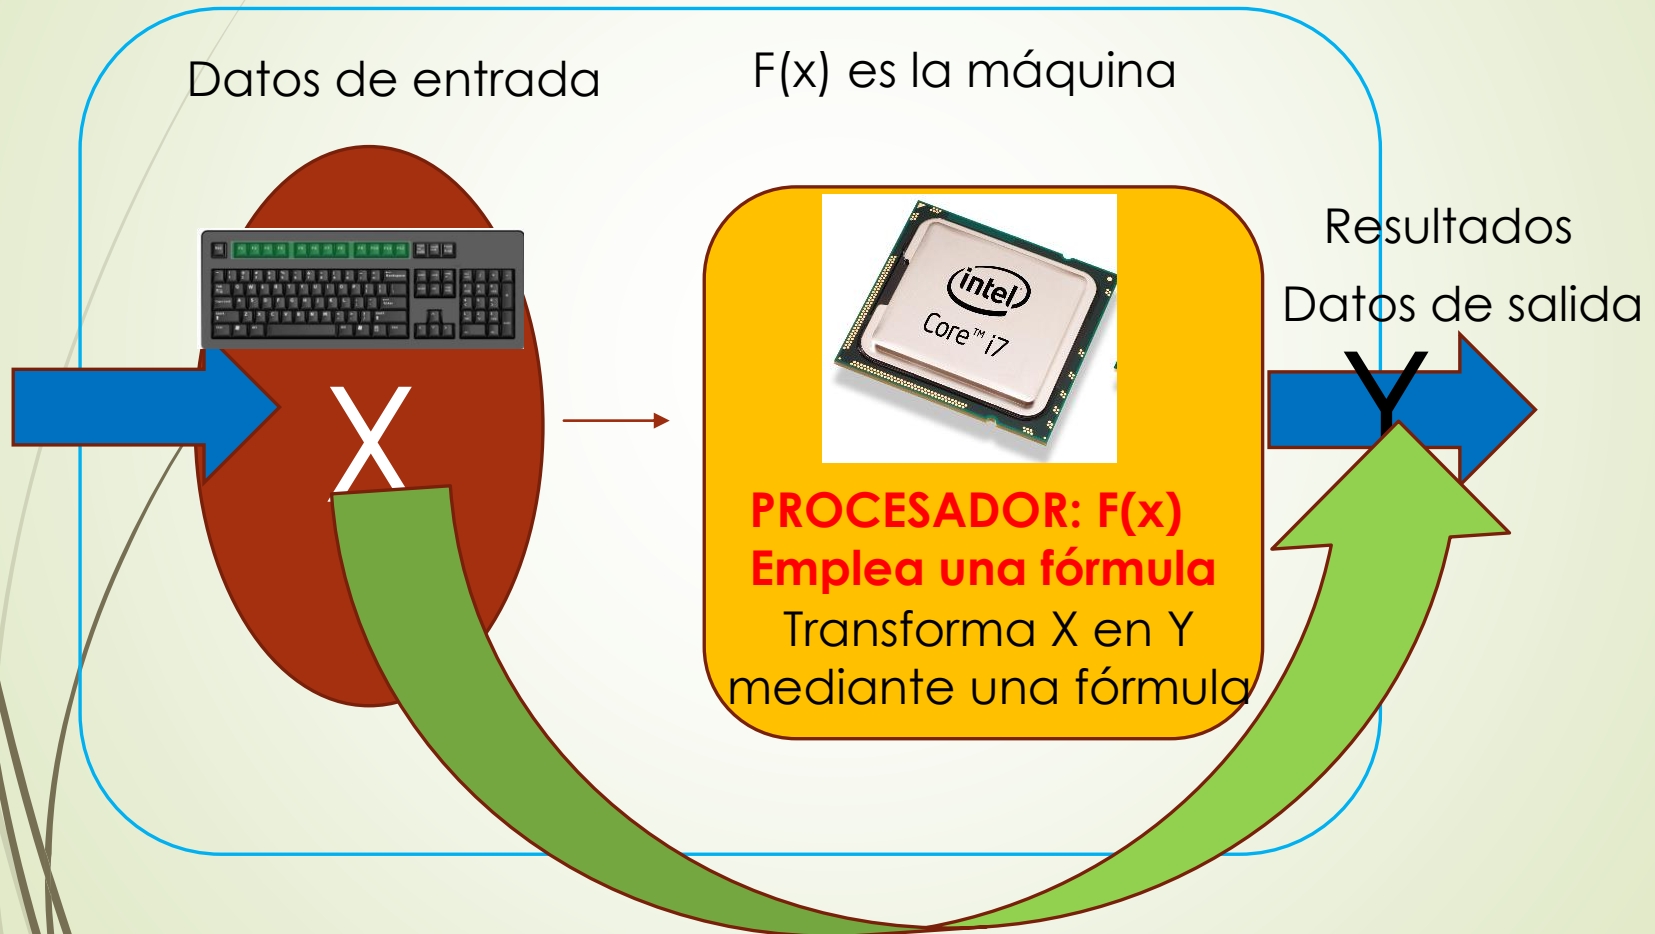 Datos de entrada
F(x) es la máquina
Resultados
Datos de salida
X
Y
intel
Core™ i7
PROCESADOR: F(x)
Emplea una fórmula
Transforma X en Y
mediante una fórmula